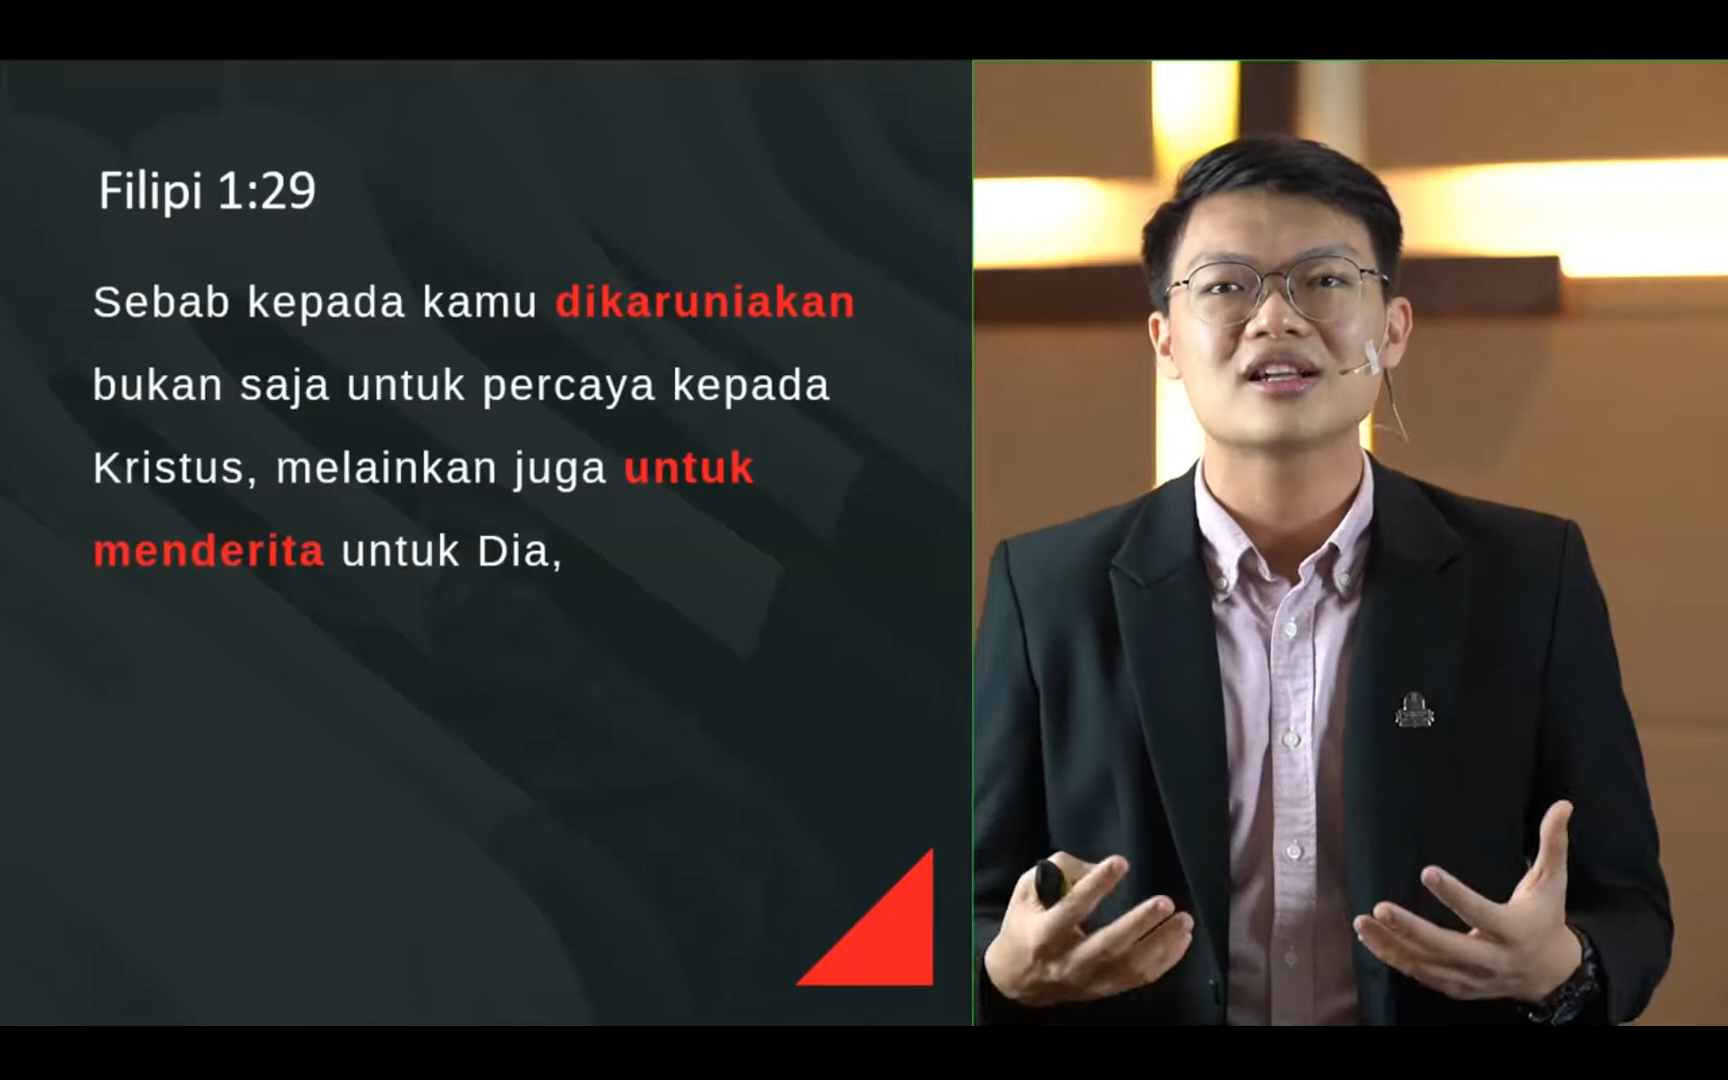 Filipi 1:29
Sebab kepada kamu dikaruniakan
bukan saja untuk percaya kepada
Kristus, melainkan juga untuk
menderita untuk Dia,